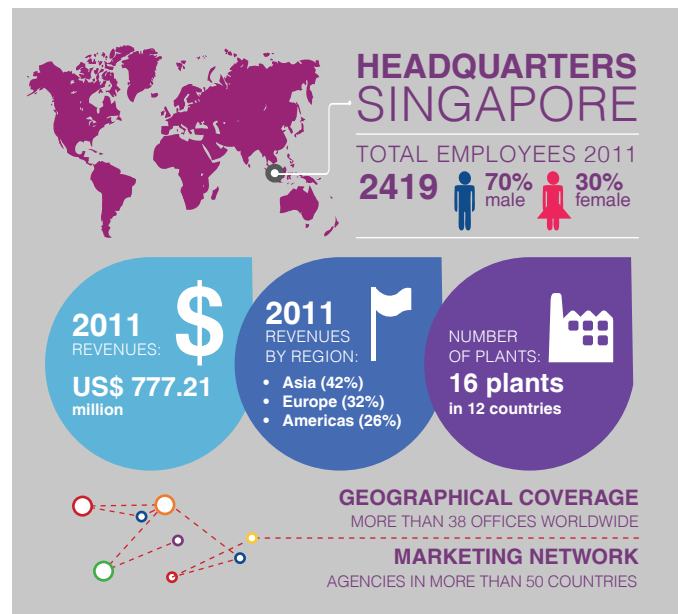 HEADQUARTERS
SINGAPORE
TOTAL EMPLOYEES 2011
2419
70%
male
30%
female
2011
REVENUES:
US$ 777.21
million
$
2011
REVENUES
BY REGION:
• Asia (42%)
• Europe (32%)
• Americas (26%)
NUMBER
OF PLANTS:
16 plants
in 12 countries
GEOGRAPHICAL COVERAGE
MORE THAN 38 OFFICES WORLDWIDE
MARKETING NETWORK
AGENCIES IN MORE THAN 50 COUNTRIES